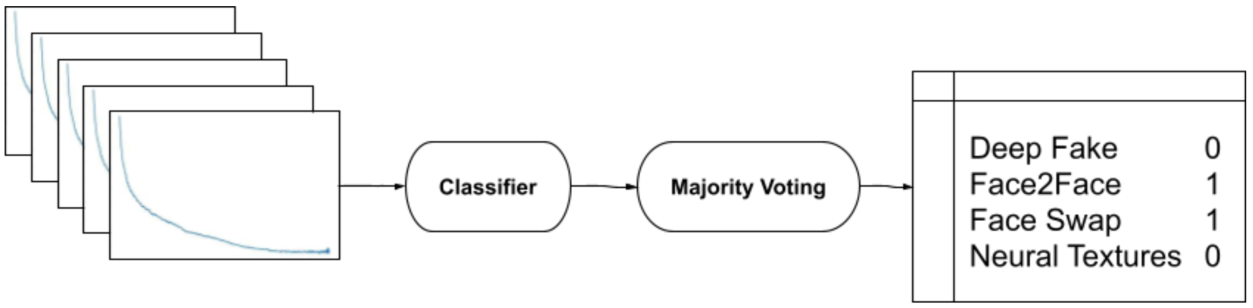 Classifier
Majority Voting
Deep Fake 0
Face2Face 1
Face Swap 1
Neural Textures 0